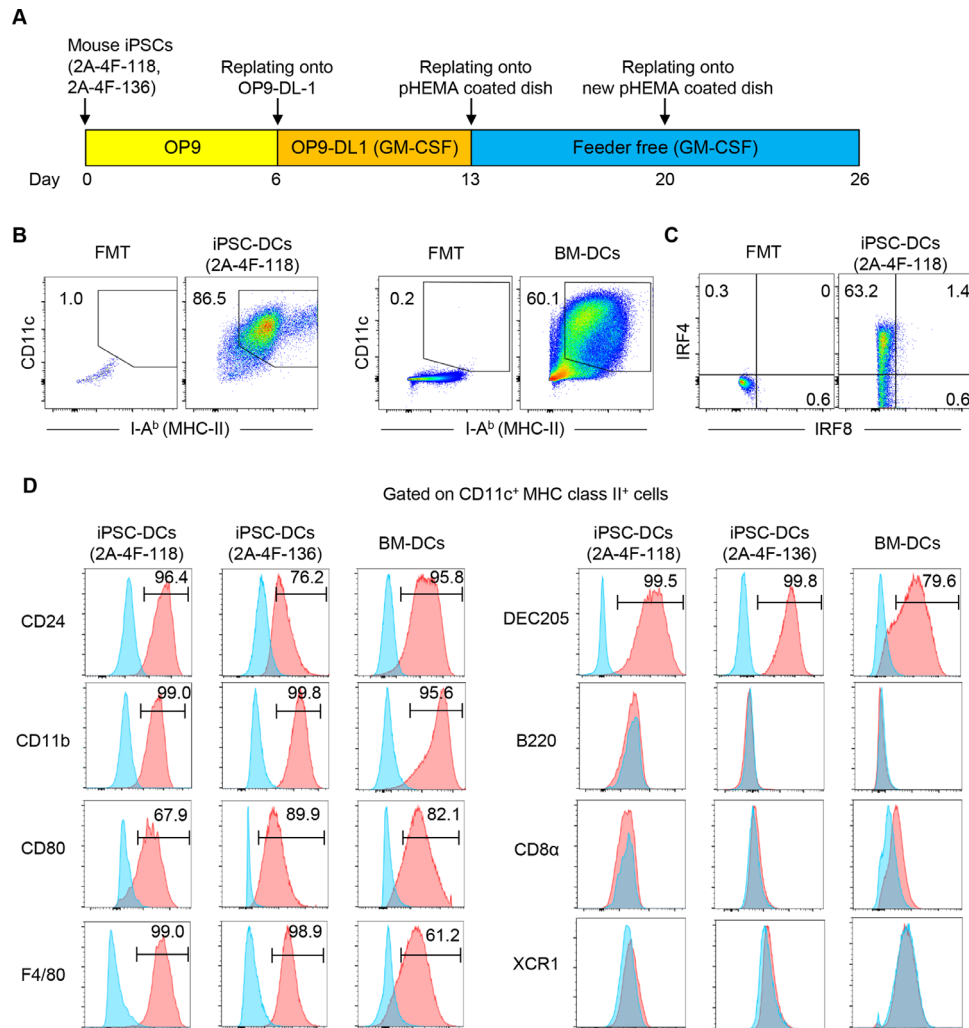 A
Mouse iPSCs
(2A-4F-118,
2A-4F-136)
Replating onto
OP9-DL-1
Replating onto
pHEMA coated dish
Replating onto
new pHEMA coated dish
OP9
OP9-DL1 (GM-CSF)
Feeder free (GM-CSF)
Day 0 6 13 20 26
B
FMT
iPSC-DCs
(2A-4F-118)
1.0
86.5
CD11c
I-Aᵇ (MHC-II)
FMT
BM-DCs
0.2
60.1
CD11c
I-Aᵇ (MHC-II)
C
FMT
iPSC-DCs
(2A-4F-118)
0.3 0 63.2 1.4
0.6 0.6
IRF4
IRF8
D
Gated on CD11c⁺ MHC class II⁺ cells
iPSC-DCs
(2A-4F-118)
iPSC-DCs
(2A-4F-136)
BM-DCs
CD24 96.4 76.2 95.8
CD11b 99.0 99.8 95.6
CD80 67.9 89.9 82.1
F4/80 99.0 98.9 61.2
iPSC-DCs
(2A-4F-118)
iPSC-DCs
(2A-4F-136)
BM-DCs
DEC205 99.5 99.8 79.6
B220
CD8α
XCR1